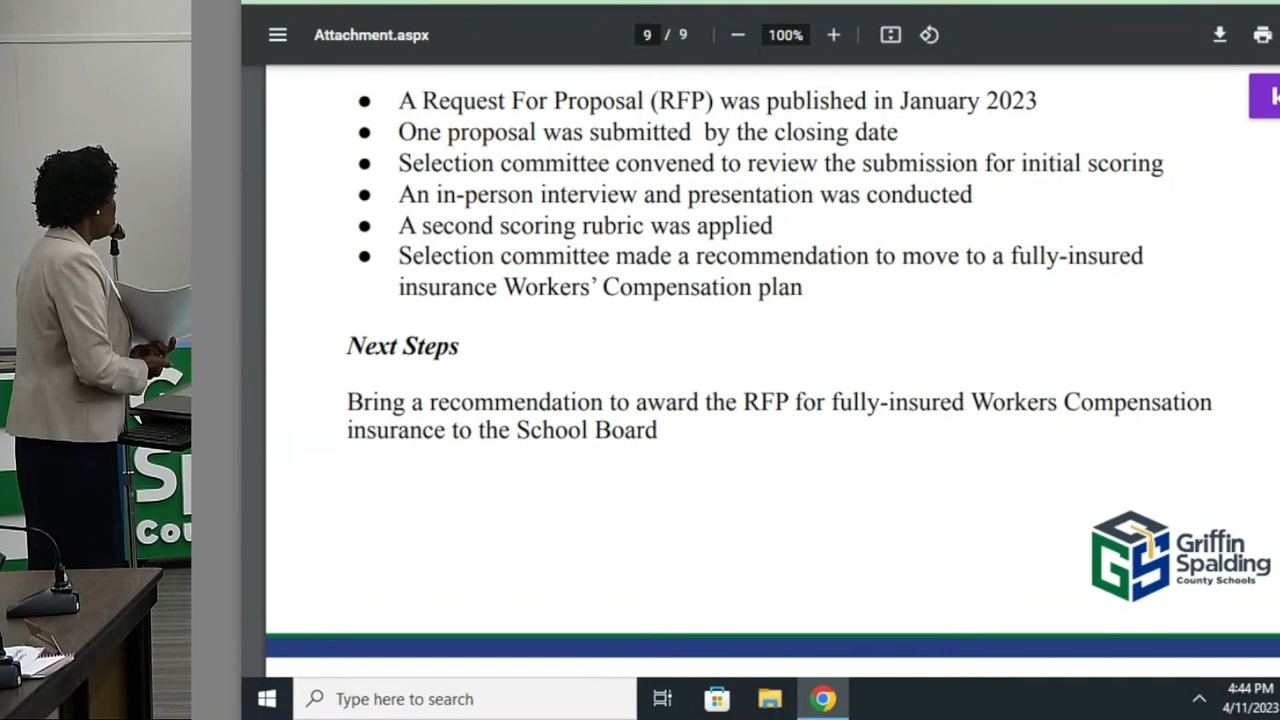 Attachment.aspx
9 / 9
100%
● A Request For Proposal (RFP) was published in January 2023
● One proposal was submitted by the closing date
● Selection committee convened to review the submission for initial scoring
● An in-person interview and presentation was conducted
● A second scoring rubric was applied
● Selection committee made a recommendation to move to a fully-insured
insurance Workers’ Compensation plan
Next Steps
Bring a recommendation to award the RFP for fully-insured Workers Compensation
insurance to the School Board
GS
Griffin
Spalding
County Schools
Type here to search
4:44 PM
4/11/2023